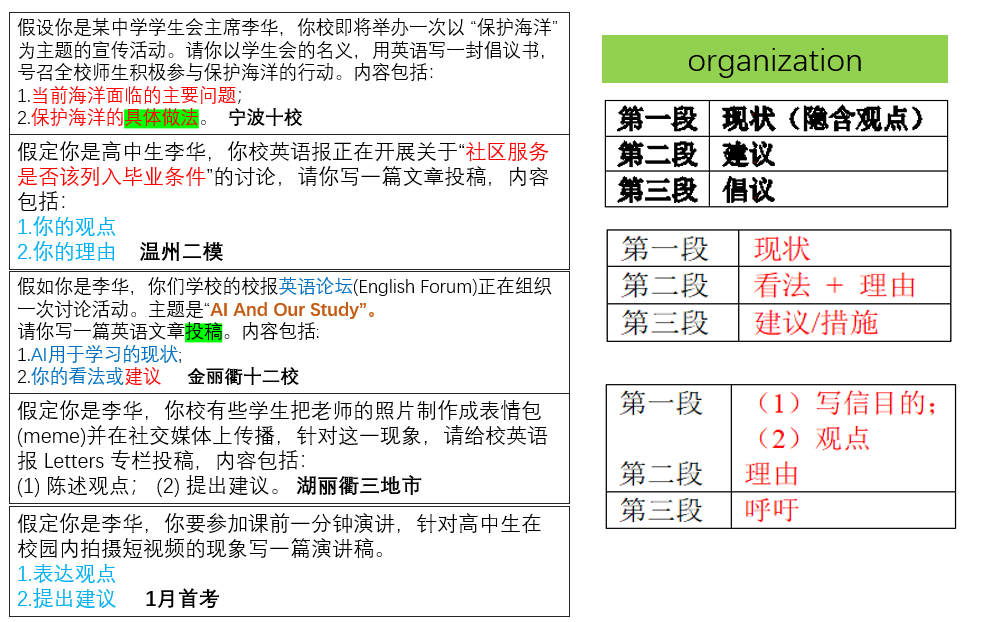 假设你是某中学学生会主席李华，你校即将举办一次以 “保护海洋”
为主题的宣传活动。请你以学生会的名义，用英语写一封倡议书，
号召全校师生积极参与保护海洋的行动。内容包括：
1.当前海洋面临的主要问题;
2.保护海洋的具体做法。 宁波十校
假定你是高中生李华，你校英语报正在开展关于“社区服务
是否该列入毕业条件”的讨论，请你写一篇文章投稿，内容
包括：
1.你的观点
2.你的理由 温州二模
假如你是李华，你们学校的校报英语论坛(English Forum)正在组织
一次讨论活动。主题是“AI And Our Study”。
请你写一篇英语文章投稿。内容包括:
1.AI用于学习的现状;
2.你的看法或建议 金丽衢十二校
假定你是李华，你校有些学生把老师的照片制作成表情包
(meme)并在社交媒体上传播，针对这一现象，请给校英语
报 Letters 专栏投稿，内容包括：
(1) 陈述观点； (2) 提出建议。 湖丽衢三地市
假定你是李华，你要参加课前一分钟演讲，针对高中生在
校园内拍摄短视频的现象写一篇演讲稿。
1.表达观点
2.提出建议 1月首考
organization
第一段 现状（隐含观点）
第二段 建议
第三段 倡议
第一段 现状
第二段 看法 + 理由
第三段 建议/措施
第一段 （1）写信目的；
（2）观点
第二段 理由
第三段 呼吁